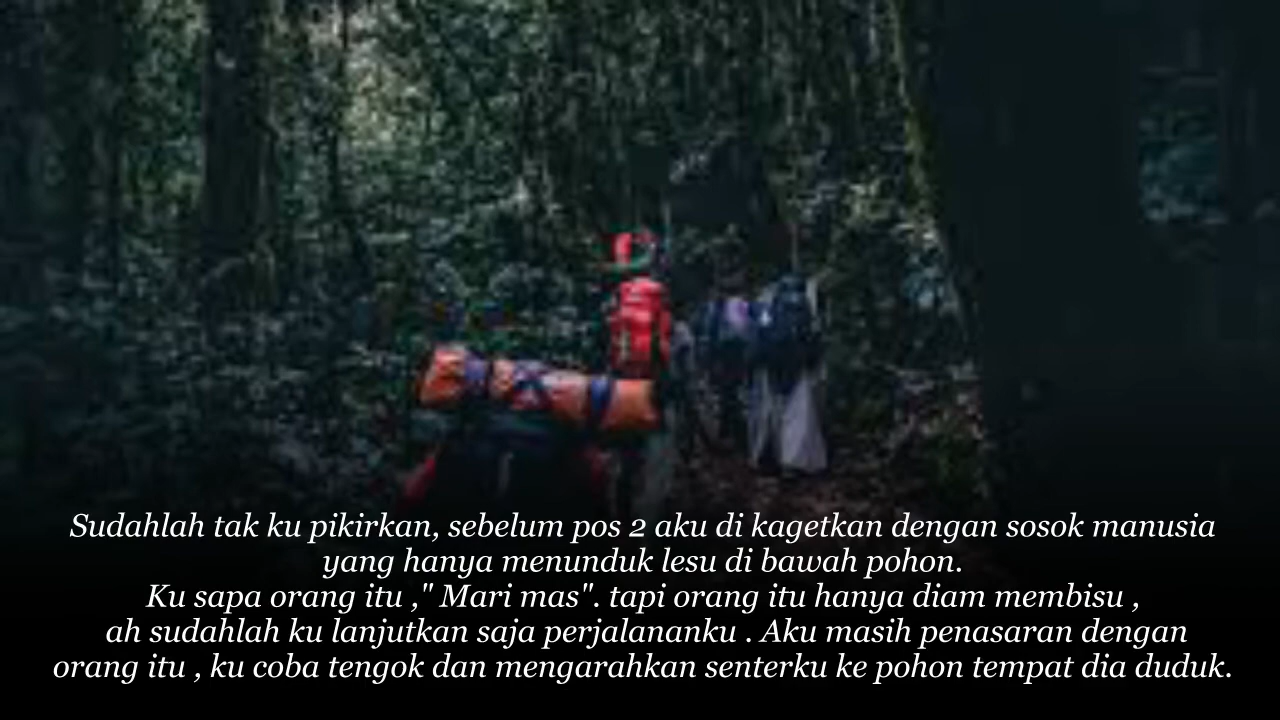 Sudahlah tak ku pikirkan, sebelum pos 2 aku di kagetkan dengan sosok manusia
yang hanya menunduk lesu di bawah pohon.
Ku sapa orang itu ," Mari mas". tapi orang itu hanya diam membisu ,
ah sudahlah ku lanjutkan saja perjalananku . Aku masih penasaran dengan
orang itu , ku coba tengok dan mengarahkan senterku ke pohon tempat dia duduk.